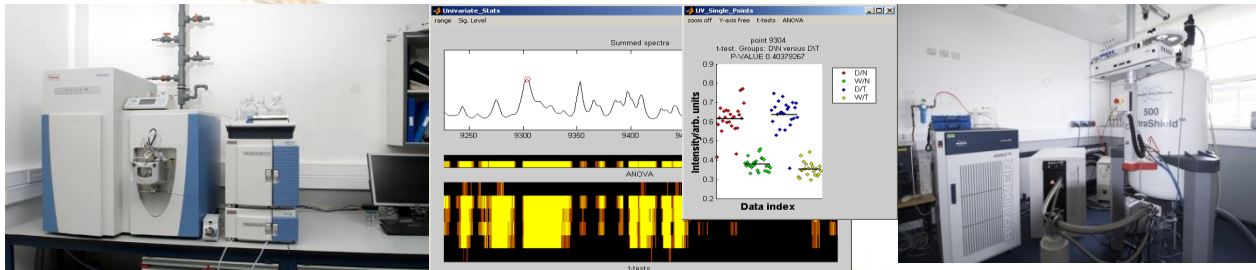 Univariate_Stats
range Sig. Level
Summed spectra
9250 9300 9350 9400
ANOVA
t-tests
UV_Single_Points
zoom off Y-axis free t-tests ANOVA
point 9304
t-test. Groups: D\N versus D\T
P-VALUE 0.40379267
Intensity/arb. units
0.9
0.8
0.7
0.6
0.5
0.4
0.3
0.2
Data index
D/N
W/N
D/T
W/T
500
BRUKER